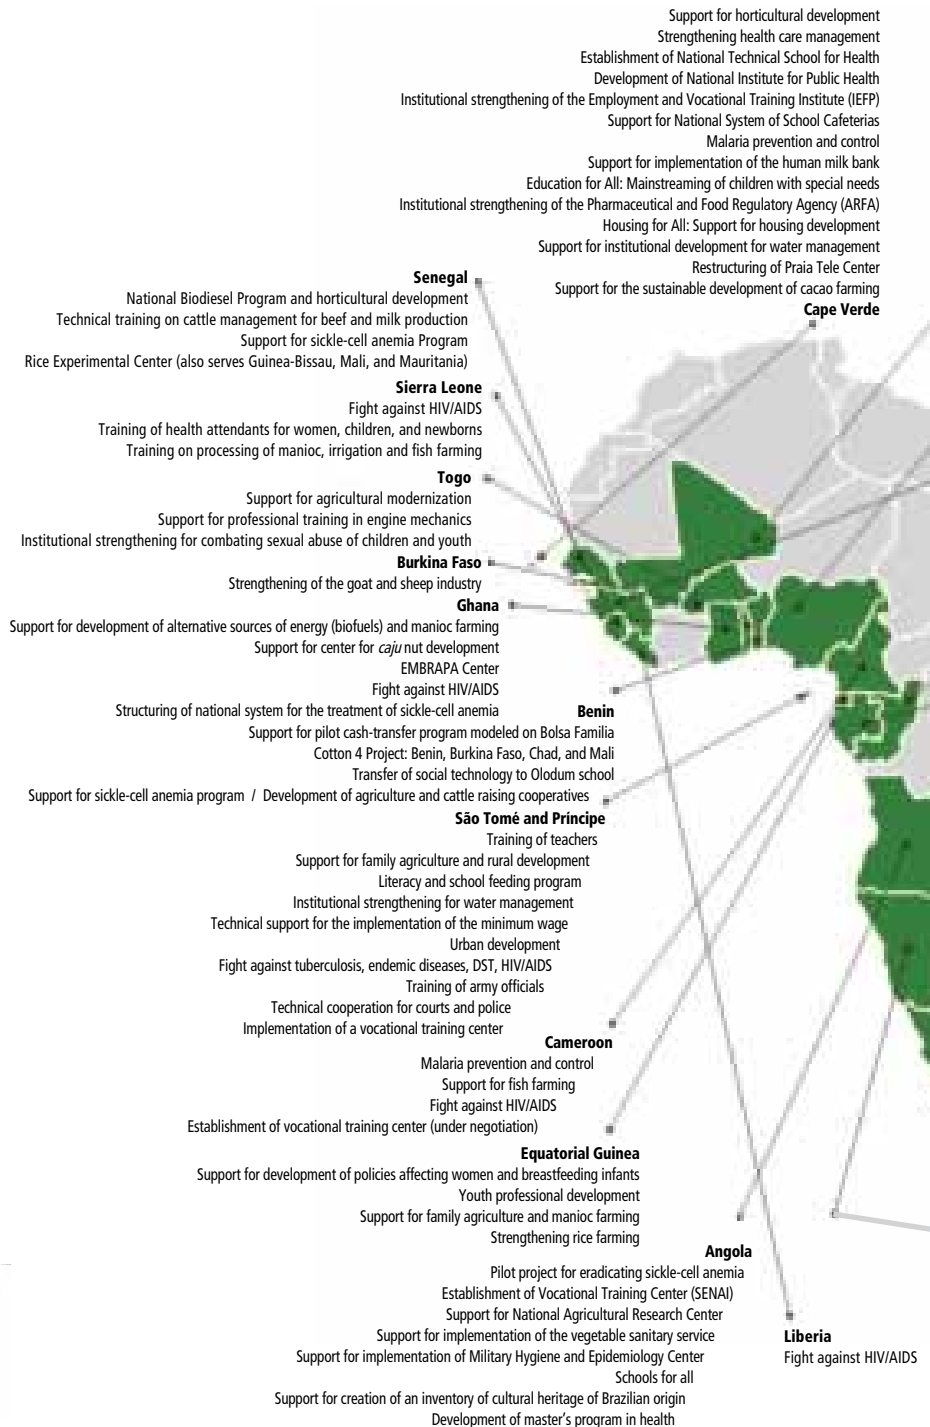 Support for horticultural development
Strengthening health care management
Establishment of National Technical School for Health
Development of National Institute for Public Health
Institutional strengthening of the Employment and Vocational Training Institute (IEFP)
Support for National System of School Cafeterias
Malaria prevention and control
Support for implementation of the human milk bank
Education for All: Mainstreaming of children with special needs
Institutional strengthening of the Pharmaceutical and Food Regulatory Agency (ARFA)
Housing for All: Support for housing development
Support for institutional development for water management
Restructuring of Praia Tele Center
Support for the sustainable development of cacao farming
Cape Verde
Senegal
National Biodiesel Program and horticultural development
Technical training on cattle management for beef and milk production
Support for sickle-cell anemia Program
Rice Experimental Center (also serves Guinea-Bissau, Mali, and Mauritania)
Sierra Leone
Fight against HIV/AIDS
Training of health attendants for women, children, and newborns
Training on processing of manioc, irrigation and fish farming
Togo
Support for agricultural modernization
Support for professional training in engine mechanics
Institutional strengthening for combating sexual abuse of children and youth
Burkina Faso
Strengthening of the goat and sheep industry
Ghana
Support for development of alternative sources of energy (biofuels) and manioc farming
Support for center for caju nut development
EMBRAPA Center
Fight against HIV/AIDS
Structuring of national system for the treatment of sickle-cell anemia
Benin
Support for pilot cash-transfer program modeled on Bolsa Familia
Cotton 4 Project: Benin, Burkina Faso, Chad, and Mali
Transfer of social technology to Olodum school
Support for sickle-cell anemia program / Development of agriculture and cattle raising cooperatives
São Tomé and Príncipe
Training of teachers
Support for family agriculture and rural development
Literacy and school feeding program
Institutional strengthening for water management
Technical support for the implementation of the minimum wage
Urban development
Fight against tuberculosis, endemic diseases, DST, HIV/AIDS
Training of army officials
Technical cooperation for courts and police
Implementation of a vocational training center
Cameroon
Malaria prevention and control
Support for fish farming
Fight against HIV/AIDS
Establishment of vocational training center (under negotiation)
Equatorial Guinea
Support for development of policies affecting women and breastfeeding infants
Youth professional development
Support for family agriculture and manioc farming
Strengthening rice farming
Angola
Pilot project for eradicating sickle-cell anemia
Establishment of Vocational Training Center (SENAI)
Support for National Agricultural Research Center
Support for implementation of the vegetable sanitary service
Support for implementation of Military Hygiene and Epidemiology Center
Schools for all
Support for creation of an inventory of cultural heritage of Brazilian origin
Development of master's program in health
Liberia
Fight against HIV/AIDS